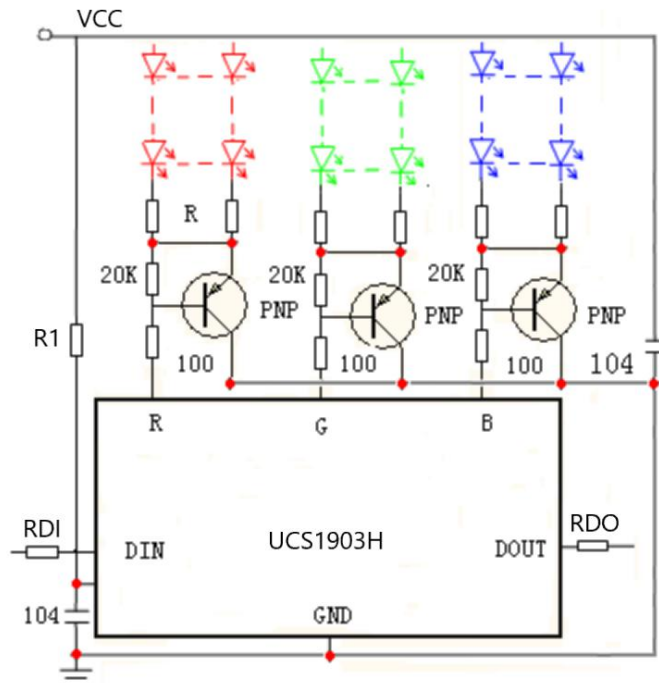 VCC
R
20K
20K
20K
PNP
PNP
PNP
R1
100
100
100
104
R
G
B
RDI
DIN
UCS1903H
DOUT
RDO
104
GND